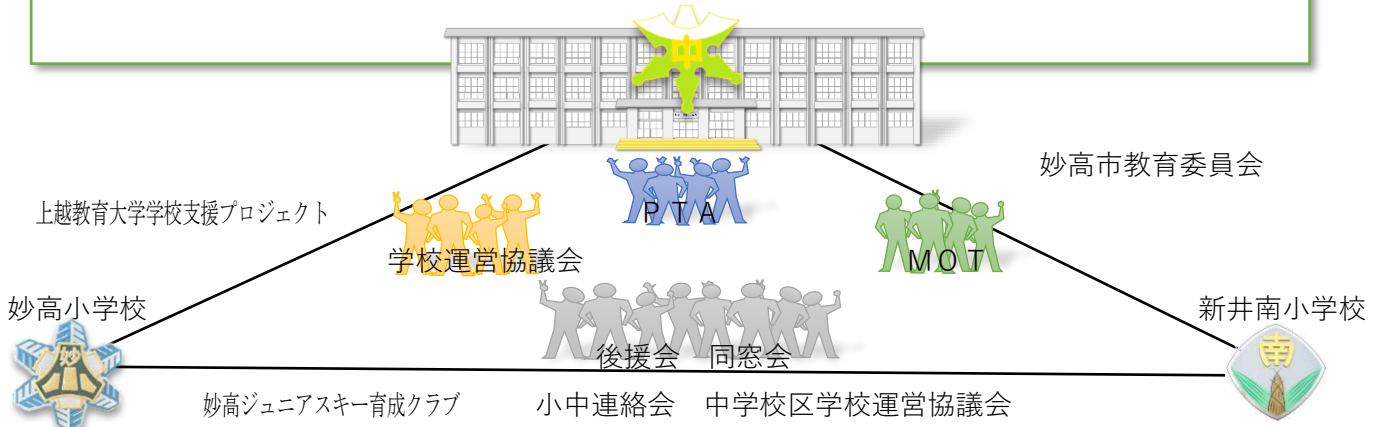 中
妙高市教育委員会
上越教育大学学校支援プロジェクト
PTA
学校運営協議会
MOT
妙高小学校
新井南小学校
妙
南
後援会 同窓会
妙高ジュニアスキー育成クラブ
小中連絡会 中学校区学校運営協議会